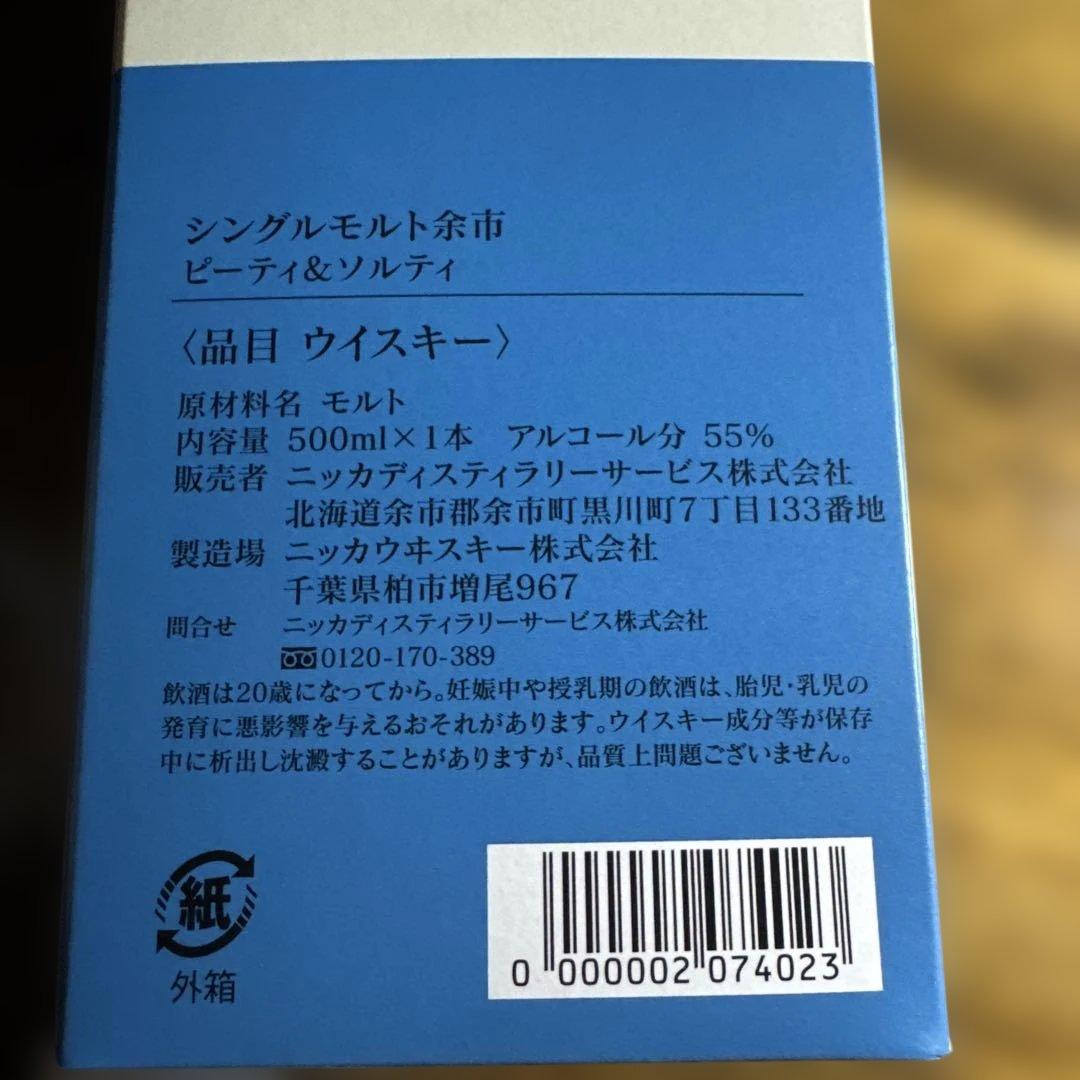 シングルモルト余市
ピーティ&ソルティ
〈品目 ウイスキー〉
原材料名 モルト
内容量 500ml×1本 アルコール分 55%
販売者 ニッカディスティラリーサービス株式会社
北海道余市郡余市町黒川町7丁目133番地
製造場 ニッカウヰスキー株式会社
千葉県柏市増尾967
問合せ ニッカディスティラリーサービス株式会社
0120-170-389
飲酒は20歳になってから。妊娠中や授乳期の飲酒は、胎児・乳児の
発育に悪影響を与えるおそれがあります。ウイスキー成分等が保存
中に析出し沈澱することがありますが、品質上問題ございません。
紙
外箱
0 000002 074023